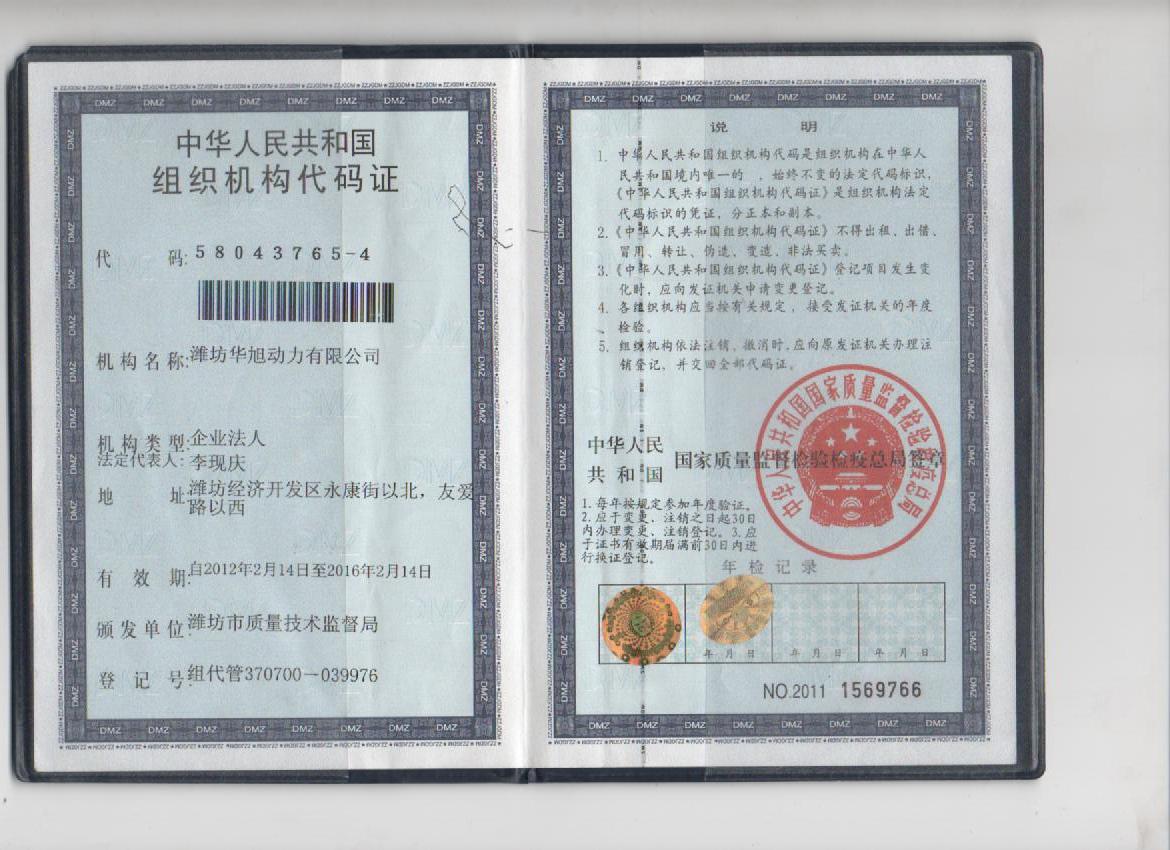 中华人民共和国
组织机构代码证
代 码: 58043765-4
机构名称: 潍坊华旭动力有限公司
机构类型: 企业法人
法定代表人: 李现庆
地 址: 潍坊经济开发区永康街以北，友爱
路以西
有 效 期: 自2012年2月14日至2016年2月14日
颁发单位: 潍坊市质量技术监督局
登 记 号: 组代管370700－039976
说 明
1. 中华人民共和国组织机构代码是组织机构在中华人
民共和国境内唯一的 、始终不变的法定代码标识，
《中华人民共和国组织机构代码证》是组织机构法定
代码标识的凭证，分正本和副本。
2.《中华人民共和国组织机构代码证》不得出租、出借、
冒用、转让、伪造、变造、非法买卖。
3.《中华人民共和国组织机构代码证》登记项目发生变
化时，应向发证机关申请变更登记。
4. 各组织机构应当按有关规定，接受发证机关的年度
检验。
5. 组织机构依法注销、撤消时，应向原发证机关办理注
销登记，并交回全部代码证。
中华人民
共 和 国
国家质量监督检验检疫总局签章
中华人民共和国国家质量监督检验检疫总局
1.每年按规定参加年度验证。
2.应于变更、注销之日起30日
内办理变更、注销登记。3.应
于证书有效期届满前30日内进
行换证登记。
年检记录
年 月 日 年 月 日 年 月 日
NO.2011 1569766